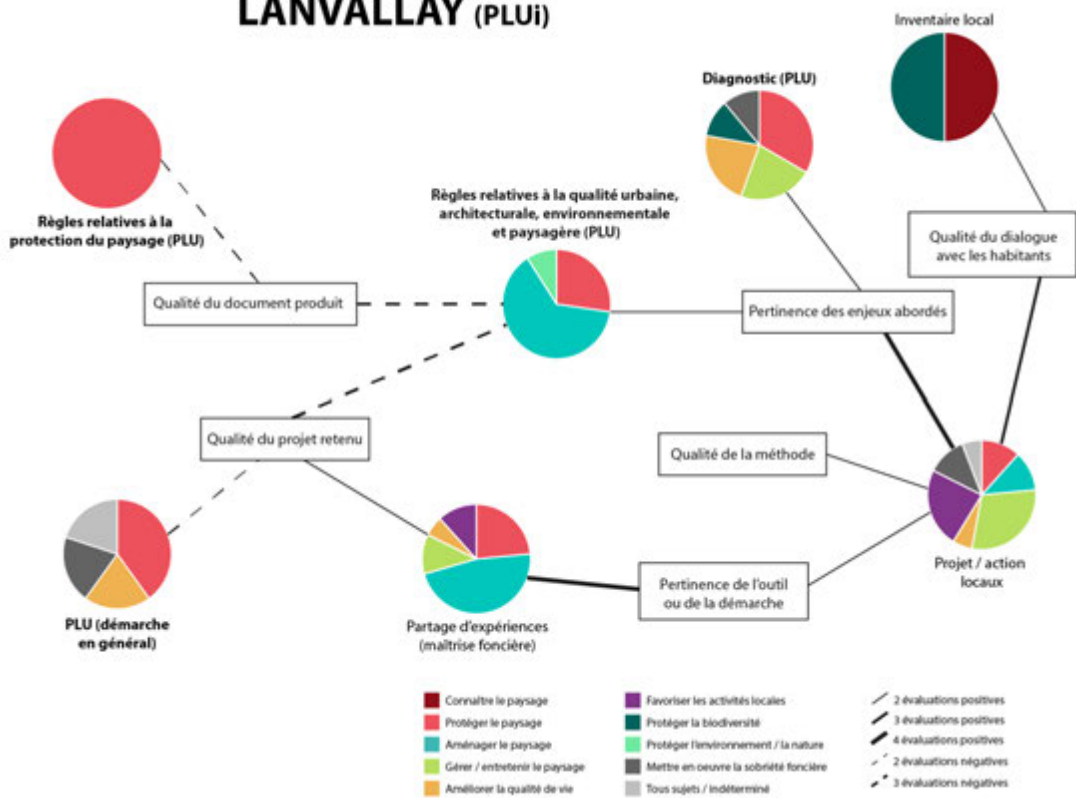 LANVALLAY (PLUi)
Inventaire local
Diagnostic (PLU)
Règles relatives à la
protection du paysage (PLU)
Règles relatives à la qualité urbaine,
architecturale, environnementale
et paysagère (PLU)
Qualité du dialogue
avec les habitants
Qualité du document produit
Pertinence des enjeux abordés
Qualité du projet retenu
Qualité de la méthode
Projet / action
locaux
Pertinence de l'outil
ou de la démarche
PLU (démarche
en général)
Partage d'expériences
(maîtrise foncière)
Connaître le paysage
Protéger le paysage
Aménager le paysage
Gérer / entretenir le paysage
Améliorer la qualité de vie
Favoriser les activités locales
Protéger la biodiversité
Protéger l'environnement / la nature
Mettre en oeuvre la sobriété foncière
Tous sujets / indéterminé
2 évaluations positives
3 évaluations positives
4 évaluations positives
2 évaluations négatives
3 évaluations négatives